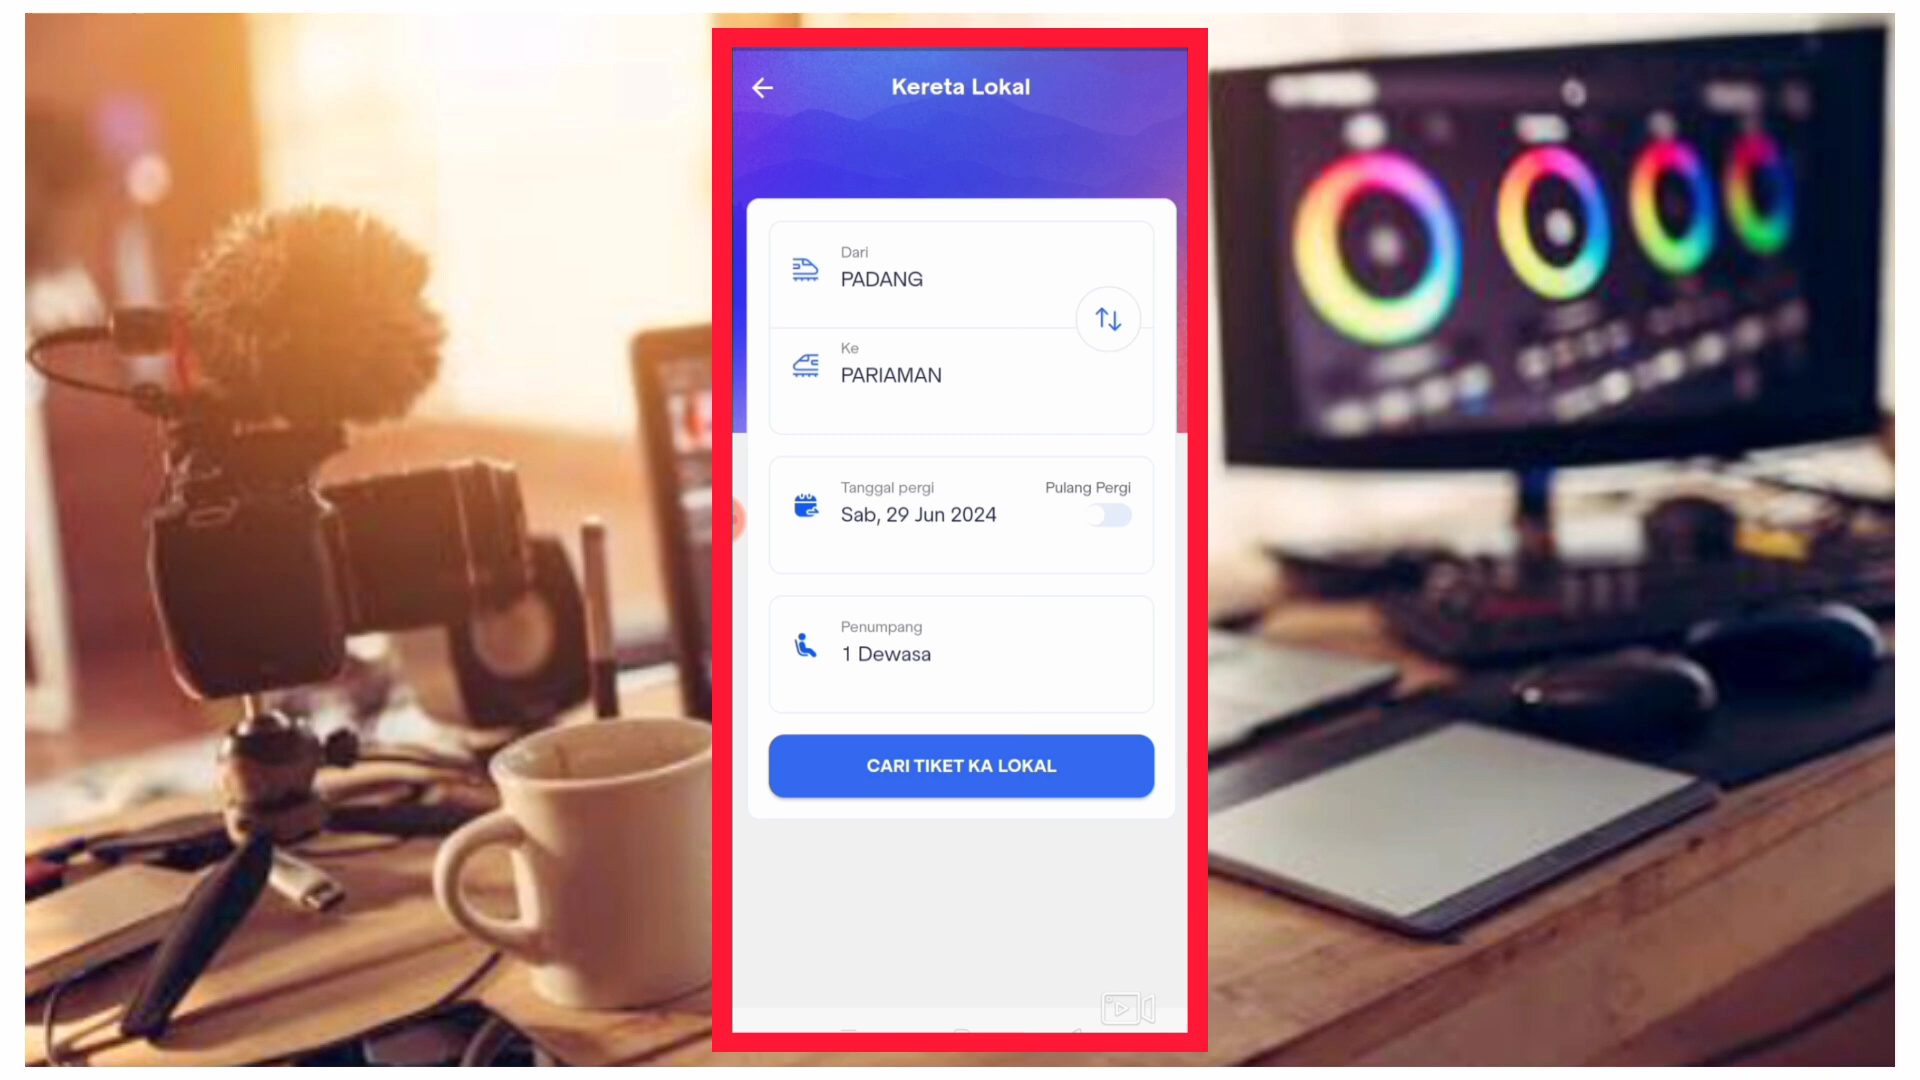 Kereta Lokal
Dari
PADANG
Ke
PARIAMAN
Tanggal pergi
Pulang Pergi
Sab, 29 Jun 2024
Penumpang
1 Dewasa
CARI TIKET KA LOKAL